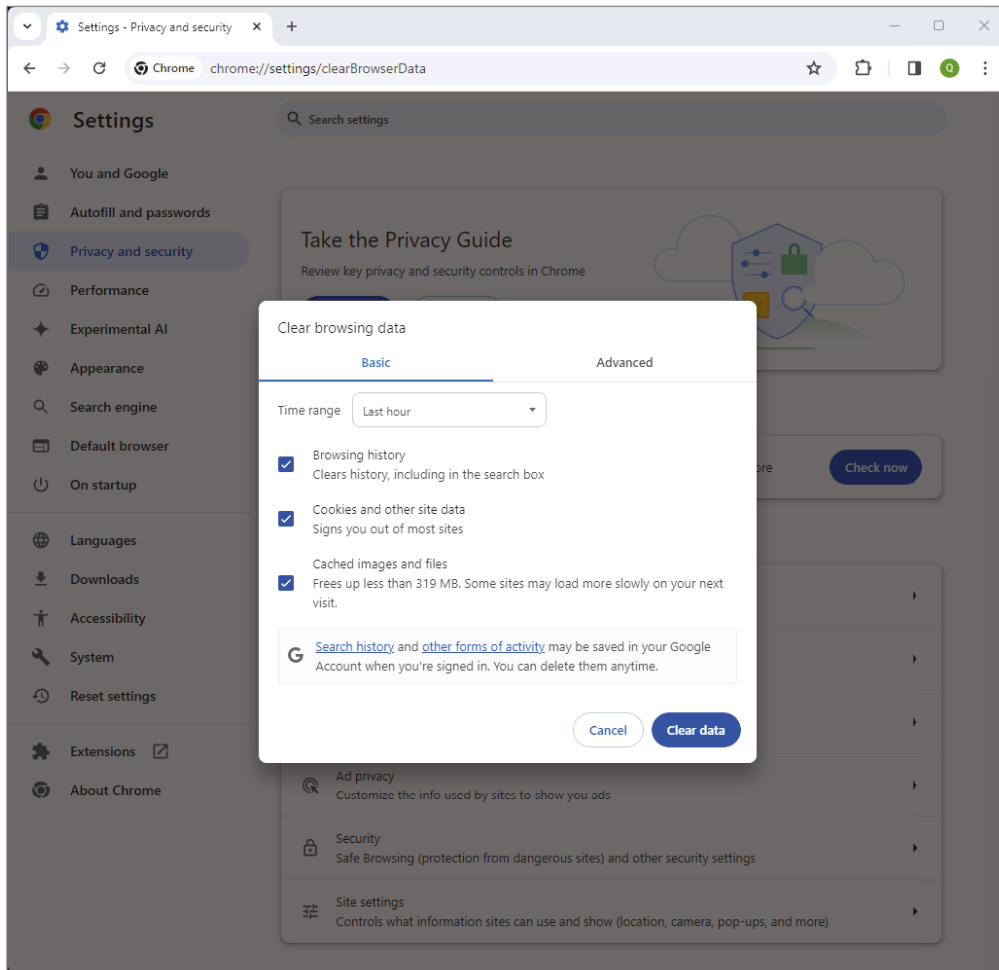 Settings - Privacy and security
Chrome
chrome://settings/clearBrowserData
Q
Settings
Search settings
You and Google
Autofill and passwords
Privacy and security
Performance
Experimental AI
Appearance
Search engine
Default browser
On startup
Languages
Downloads
Accessibility
System
Reset settings
Extensions
About Chrome
Take the Privacy Guide
Review key privacy and security controls in Chrome
Check now
Clear browsing data
Basic
Advanced
Time range
Last hour
Browsing history
Clears history, including in the search box
Cookies and other site data
Signs you out of most sites
Cached images and files
Frees up less than 319 MB. Some sites may load more slowly on your next
visit.
G
Search history and other forms of activity may be saved in your Google
Account when you're signed in. You can delete them anytime.
Cancel
Clear data
Ad privacy
Customize the info used by sites to show you ads
Security
Safe Browsing (protection from dangerous sites) and other security settings
Site settings
Controls what information sites can use and show (location, camera, pop-ups, and more)